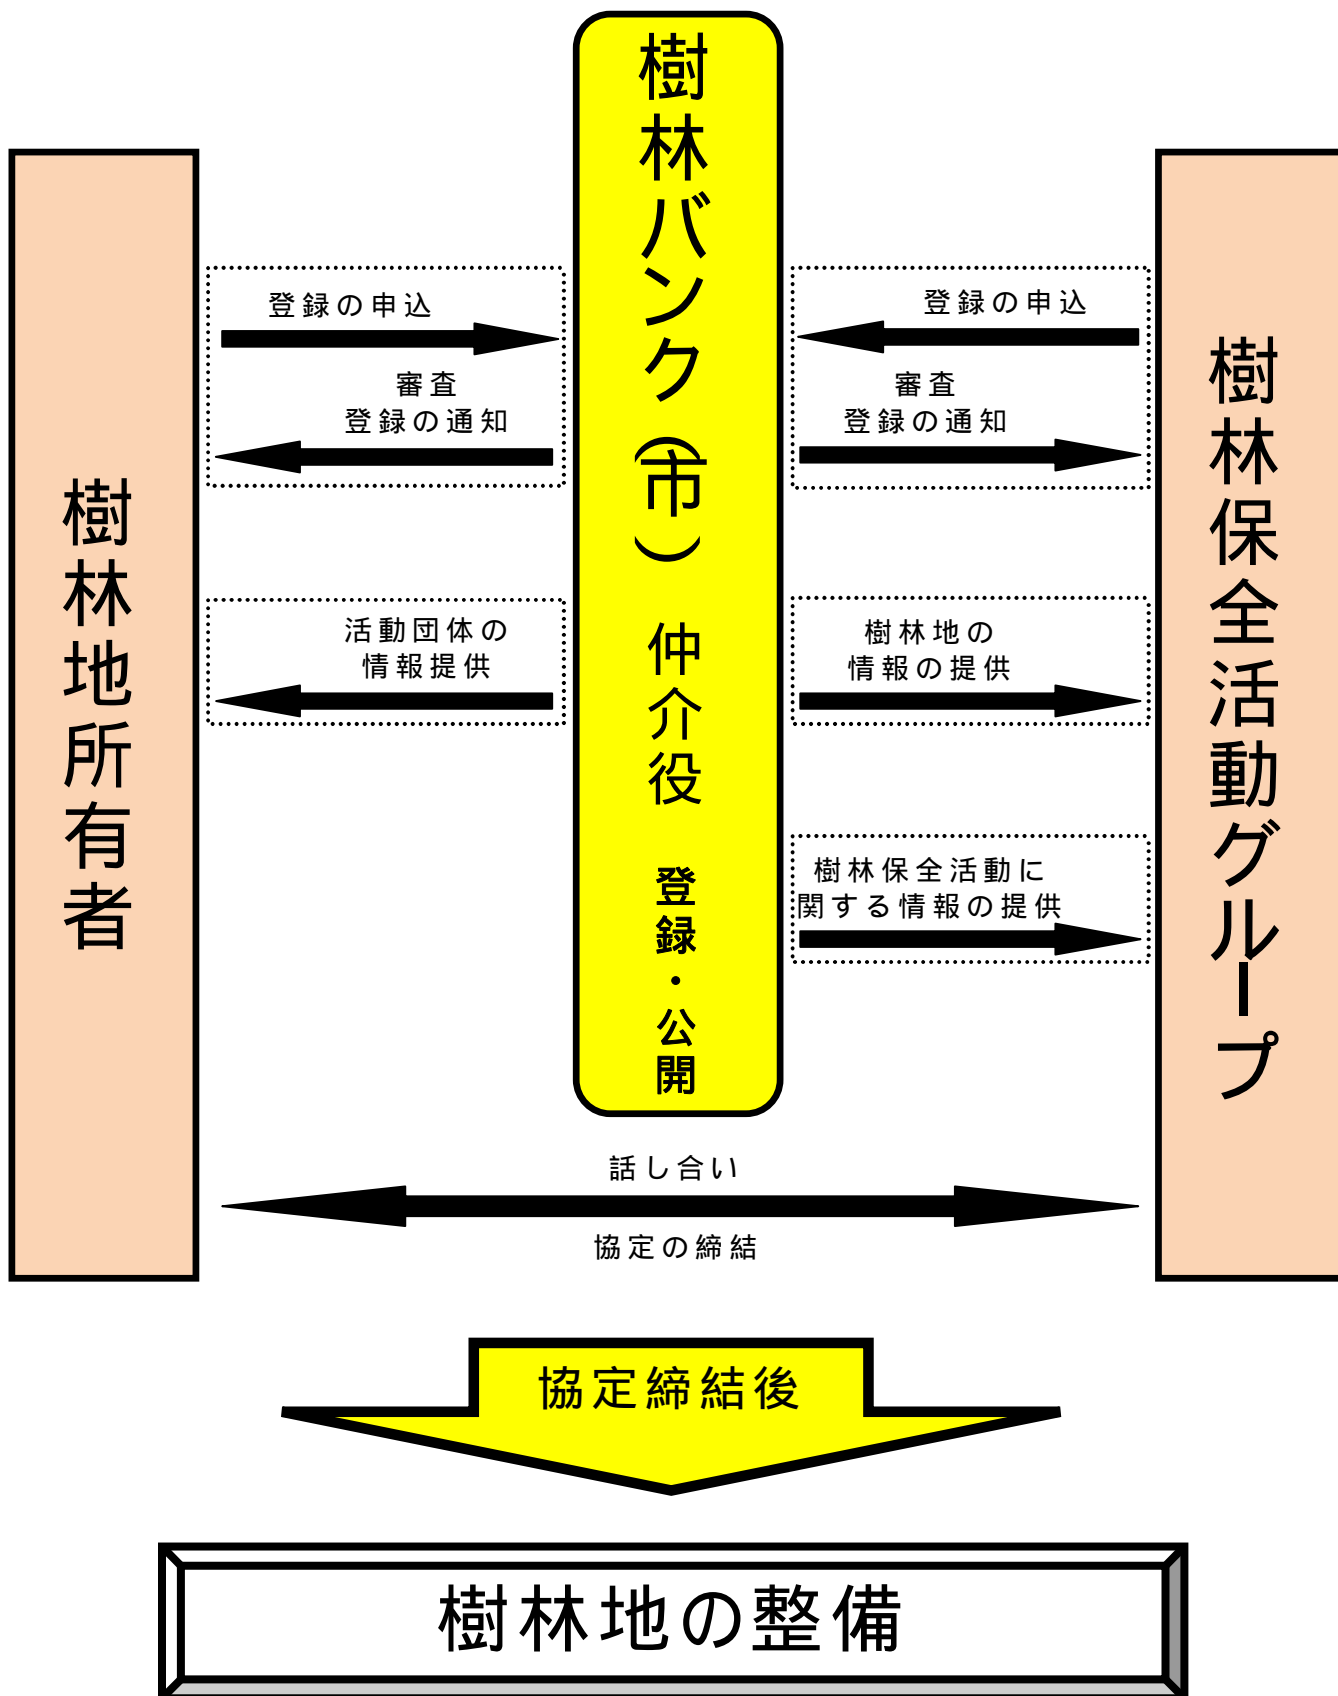 樹林バンク（市）　仲介役　登録・公開
樹林地所有者
樹林保全活動グループ
登録の申込
審査
登録の通知
登録の申込
審査
登録の通知
活動団体の
情報提供
樹林地の
情報の提供
樹林保全活動に
関する情報の提供
話し合い
協定の締結
協定締結後
樹林地の整備